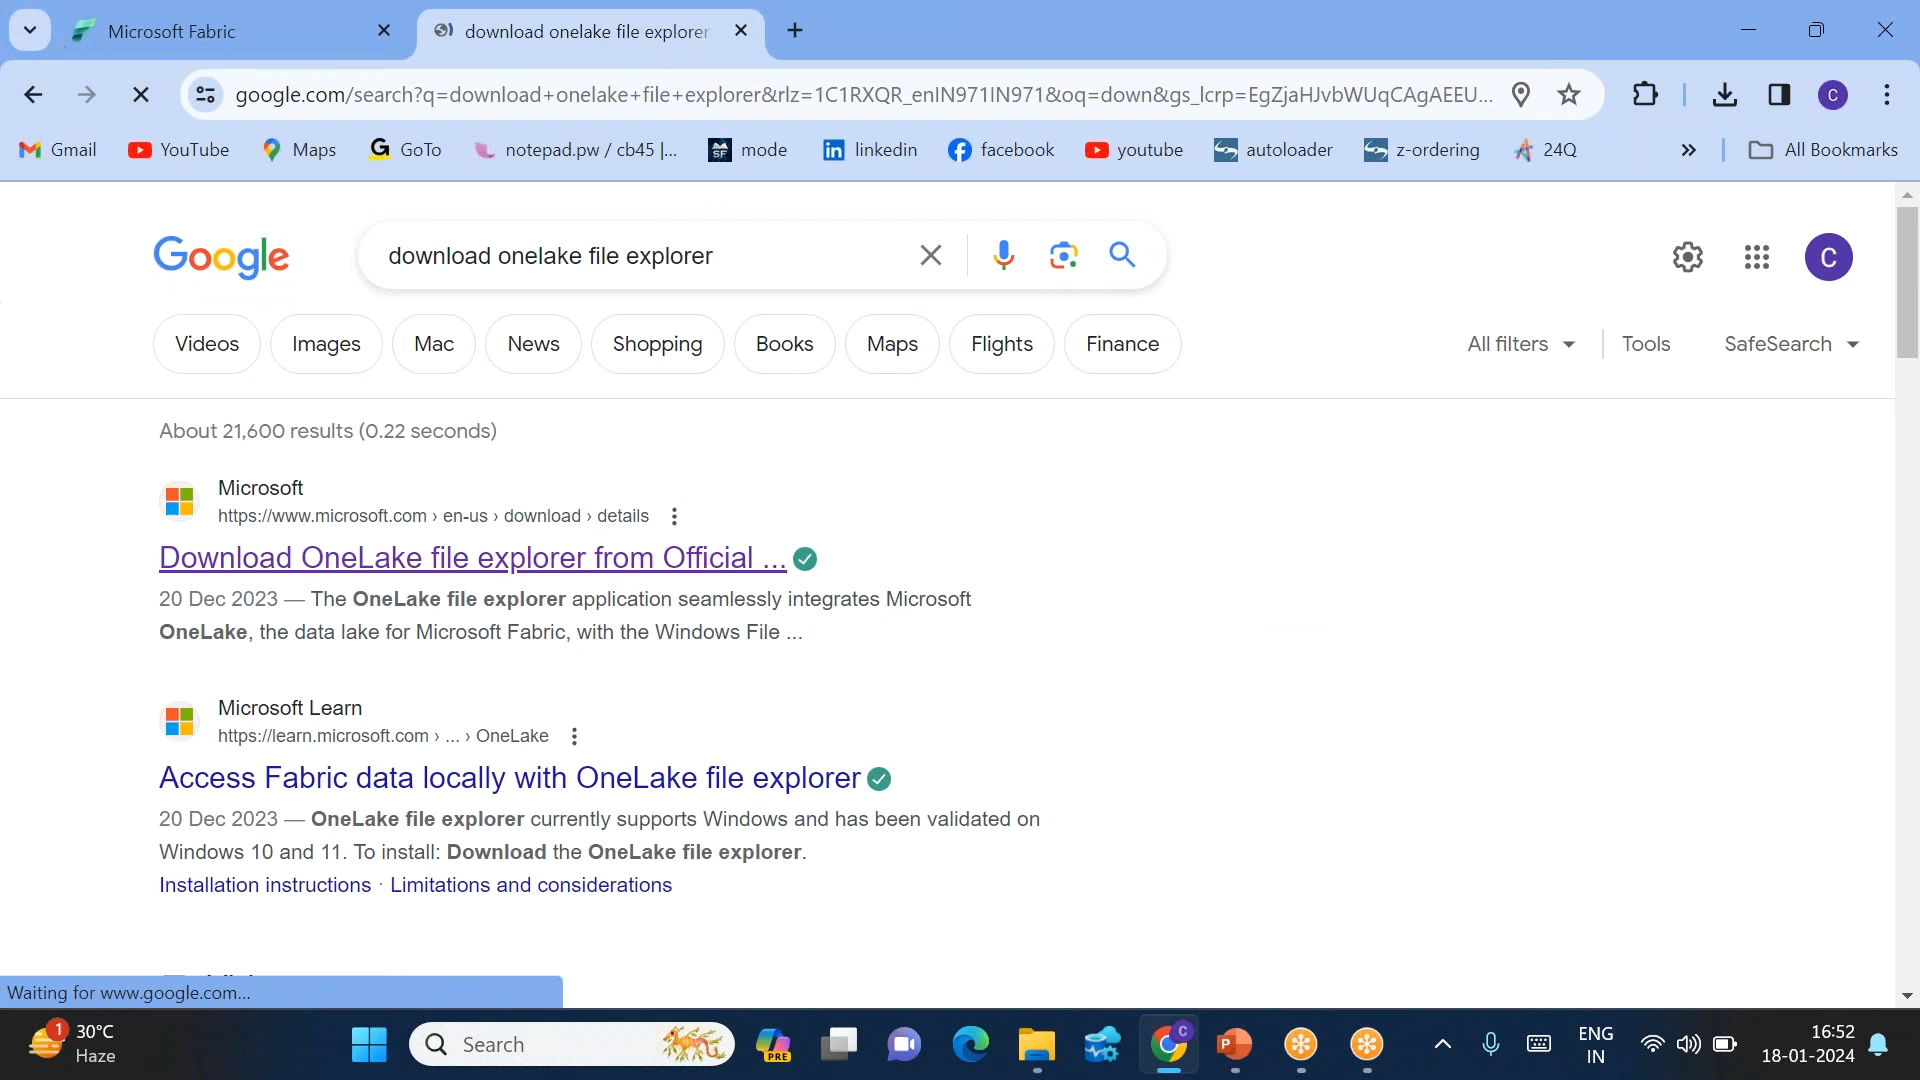 Microsoft Fabric
download onelake file explorer
google.com/search?q=download+onelake+file+explorer&rlz=1C1RXQR_enIN971IN971&oq=down&gs_lcrp=EgZjaHJvbWUqCAgAEEU...
C
Gmail
YouTube
Maps
GoTo
notepad.pw / cb45 |...
mode
linkedin
facebook
youtube
autoloader
z-ordering
24Q
All Bookmarks
Google
download onelake file explorer
C
Videos
Images
Mac
News
Shopping
Books
Maps
Flights
Finance
All filters
Tools
SafeSearch
About 21,600 results (0.22 seconds)
Microsoft
https://www.microsoft.com › en-us › download › details
Download OneLake file explorer from Official ...
20 Dec 2023 — The OneLake file explorer application seamlessly integrates Microsoft
OneLake, the data lake for Microsoft Fabric, with the Windows File ...
Microsoft Learn
https://learn.microsoft.com › ... › OneLake
Access Fabric data locally with OneLake file explorer
20 Dec 2023 — OneLake file explorer currently supports Windows and has been validated on
Windows 10 and 11. To install: Download the OneLake file explorer.
Installation instructions · Limitations and considerations
Waiting for www.google.com...
1
30°C
Haze
Search
PRE
C
P
ENG
IN
16:52
18-01-2024